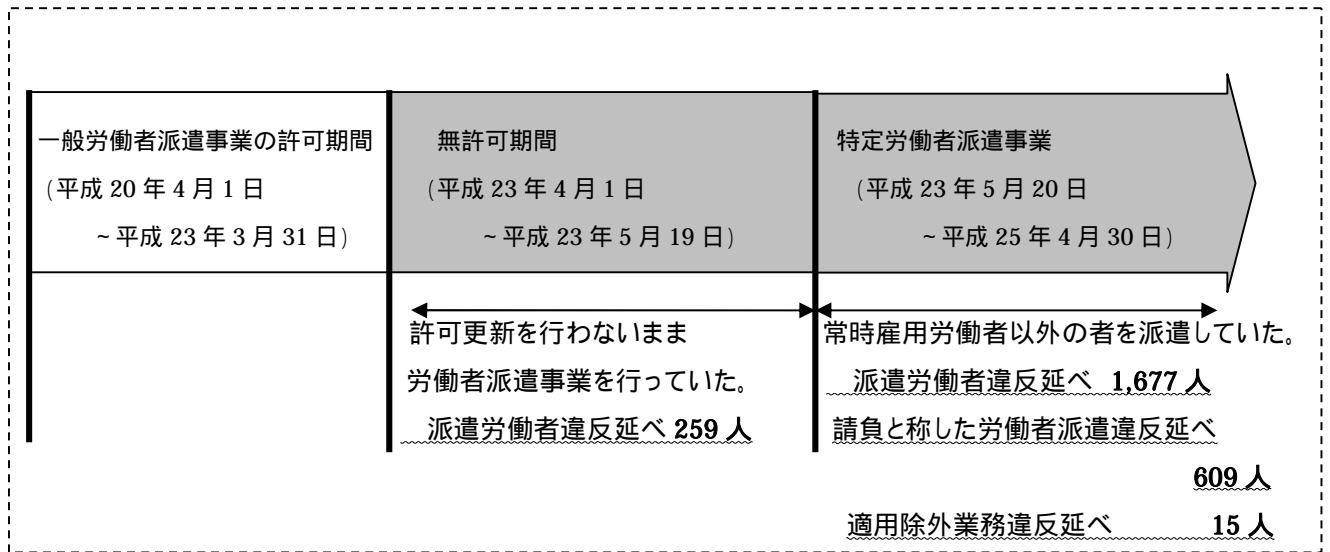 一般労働者派遣事業の許可期間
(平成 20 年 4 月 1 日
~ 平成 23 年 3 月 31 日)
無許可期間
(平成 23 年 4 月 1 日
~ 平成 23 年 5 月 19 日)
特定労働者派遣事業
(平成 23 年 5 月 20 日
~ 平成 25 年 4 月 30 日)
許可更新を行わないまま
労働者派遣事業を行っていた。
派遣労働者違反延べ 259 人
常時雇用労働者以外の者を派遣していた。
派遣労働者違反延べ 1,677 人
請負と称した労働者派遣違反延べ
609 人
適用除外業務違反延べ 15 人